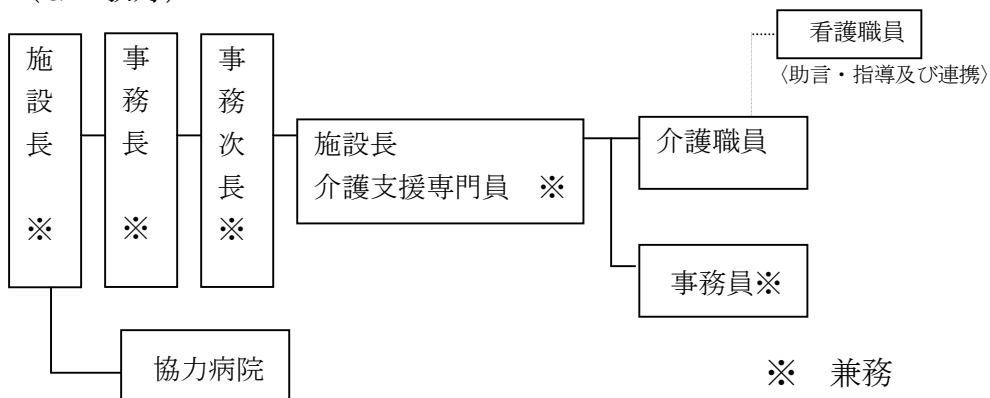 施設長 ※
事務長 ※
事務次長 ※
施設長
介護支援専門員 ※
看護職員
〈助言・指導及び連携〉
介護職員
事務員※
協力病院
※ 兼務